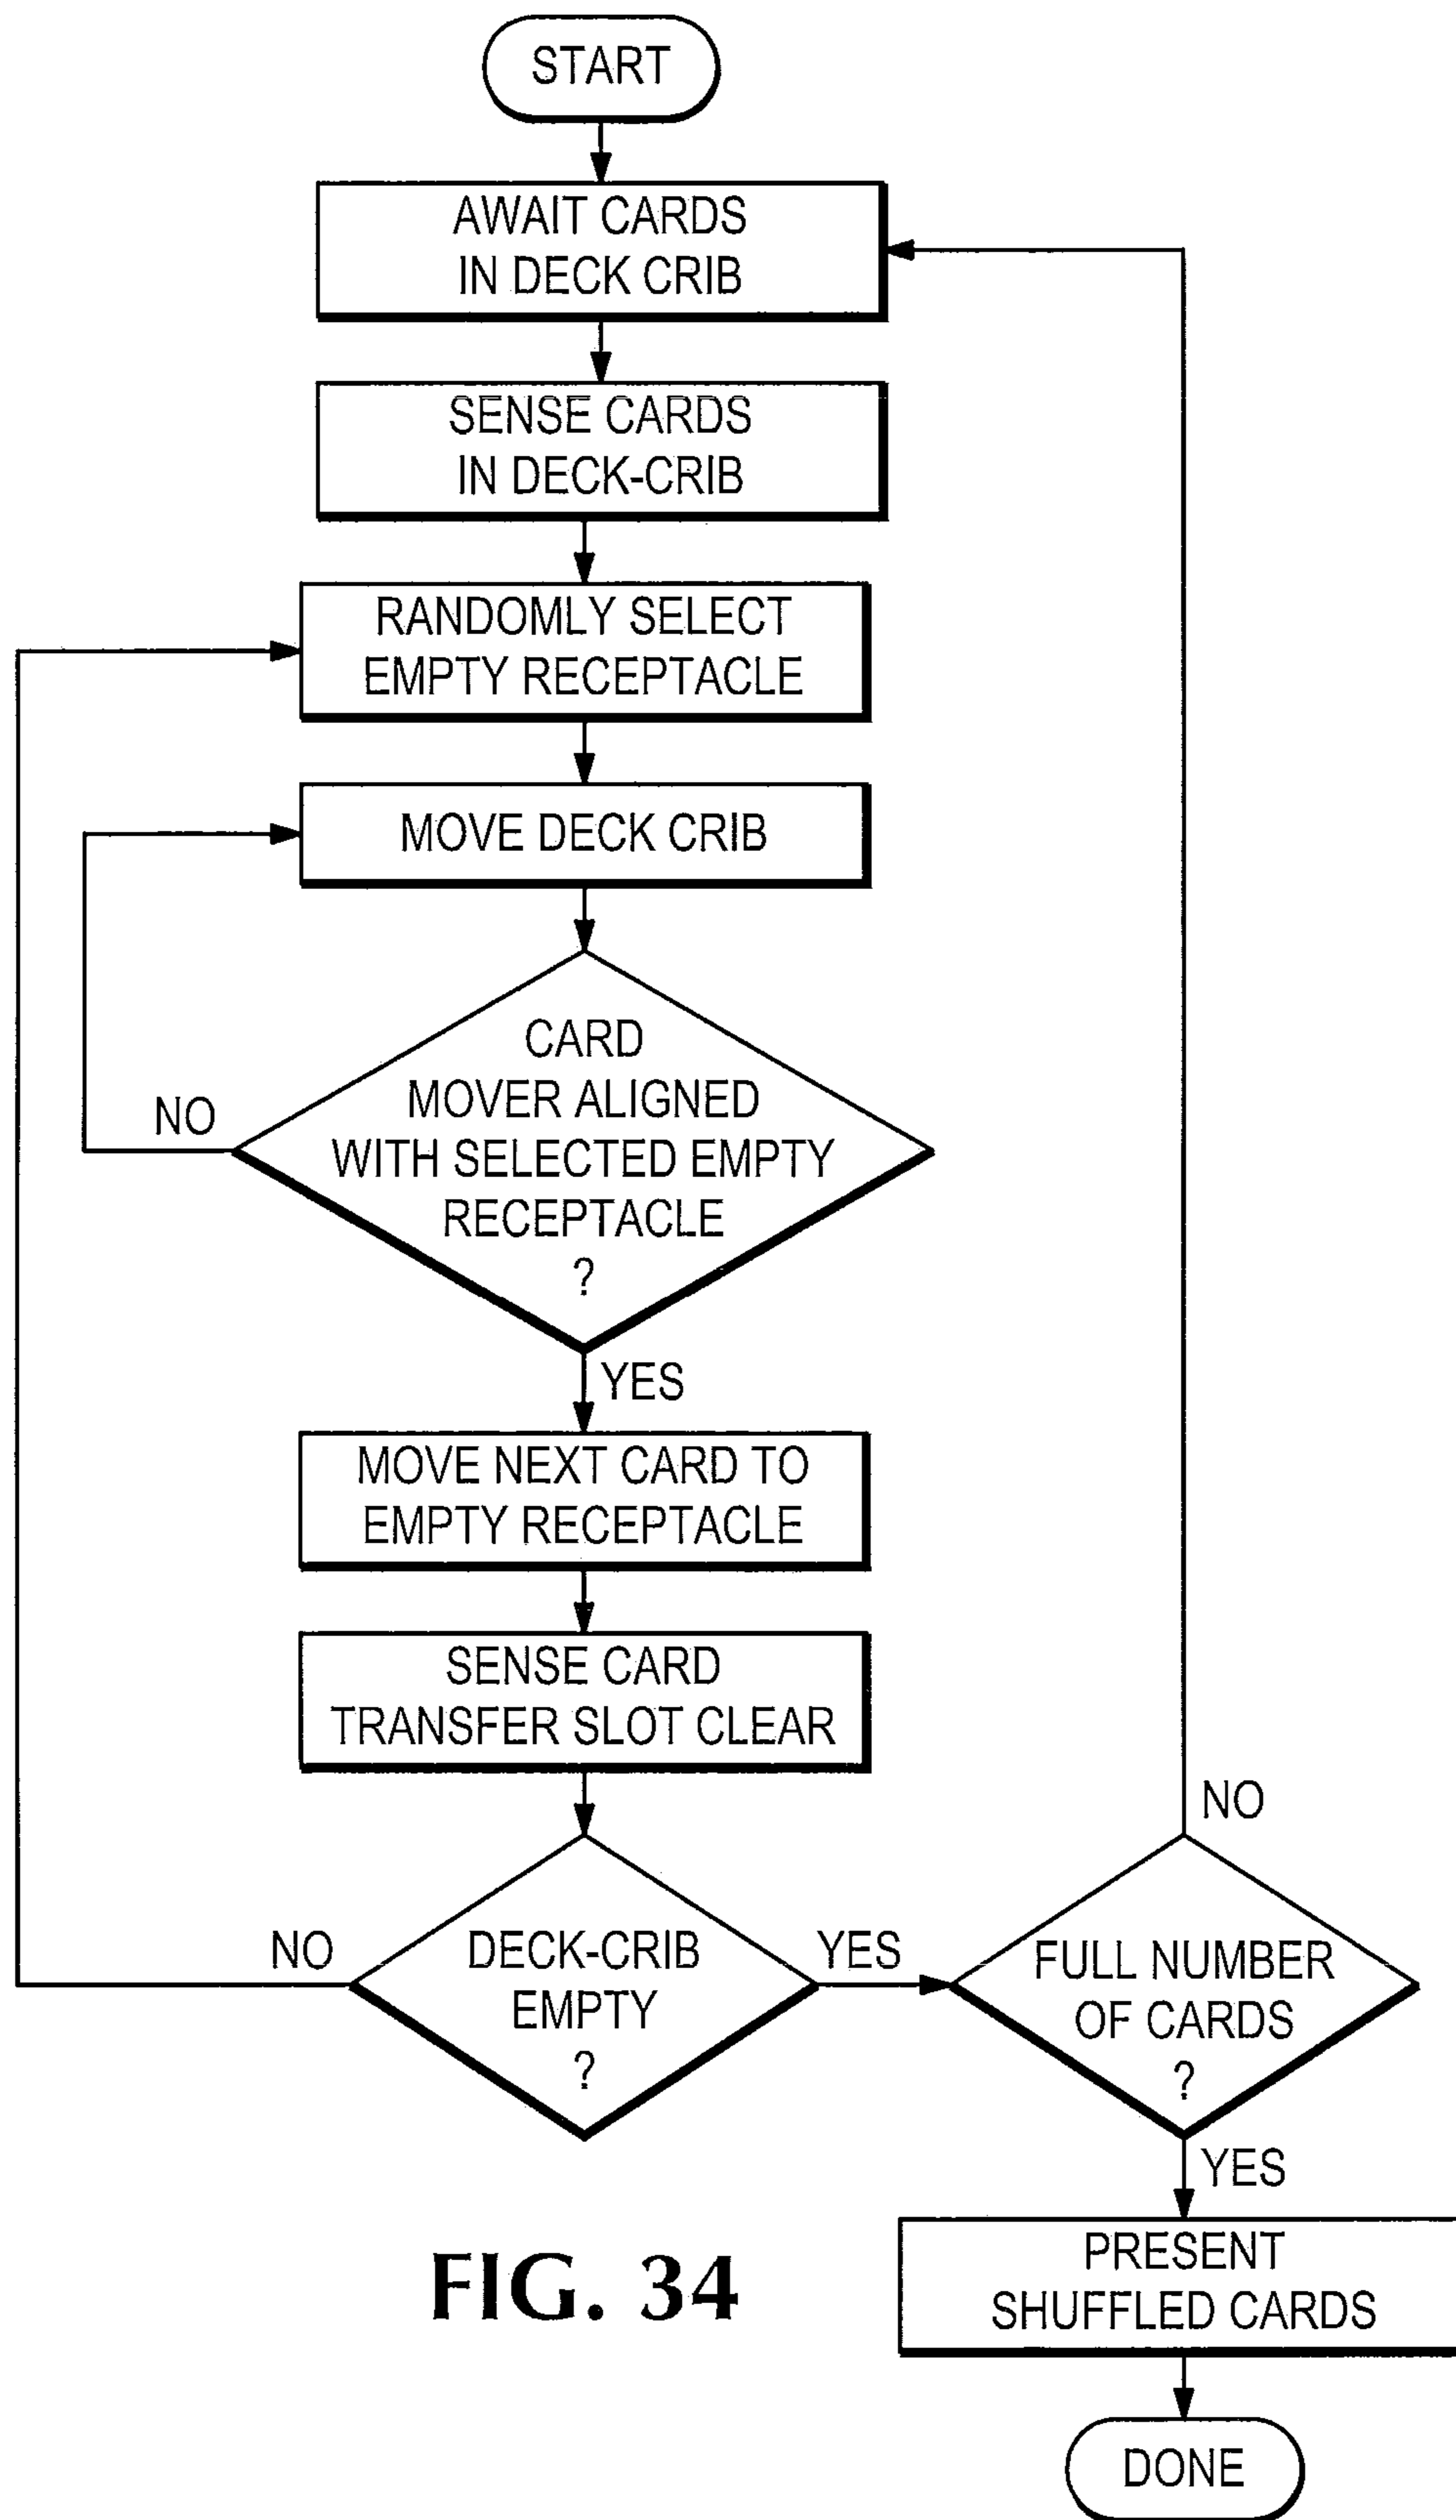 START
AWAIT CARDS
IN DECK CRIB
SENSE CARDS
IN DECK-CRIB
RANDOMLY SELECT
EMPTY RECEPTACLE
MOVE DECK CRIB
CARD
MOVER ALIGNED
WITH SELECTED EMPTY
RECEPTACLE
?
NO
YES
MOVE NEXT CARD TO
EMPTY RECEPTACLE
SENSE CARD
TRANSFER SLOT CLEAR
NO
DECK-CRIB
EMPTY
?
NO
YES
FULL NUMBER
OF CARDS
?
YES
PRESENT
SHUFFLED CARDS
DONE
FIG. 34